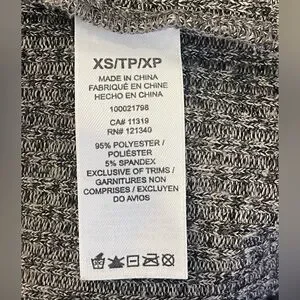 XS/TP/XP
MADE IN CHINA
FABRIQUÉ EN CHINE
HECHO EN CHINA
100021798
CA# 11319
RN# 121340
95% POLYESTER /
POLIÉSTER
5% SPANDEX
EXCLUSIVE OF TRIMS /
GARNITURES NON
COMPRISES / EXCLUYEN
DO AVIOS